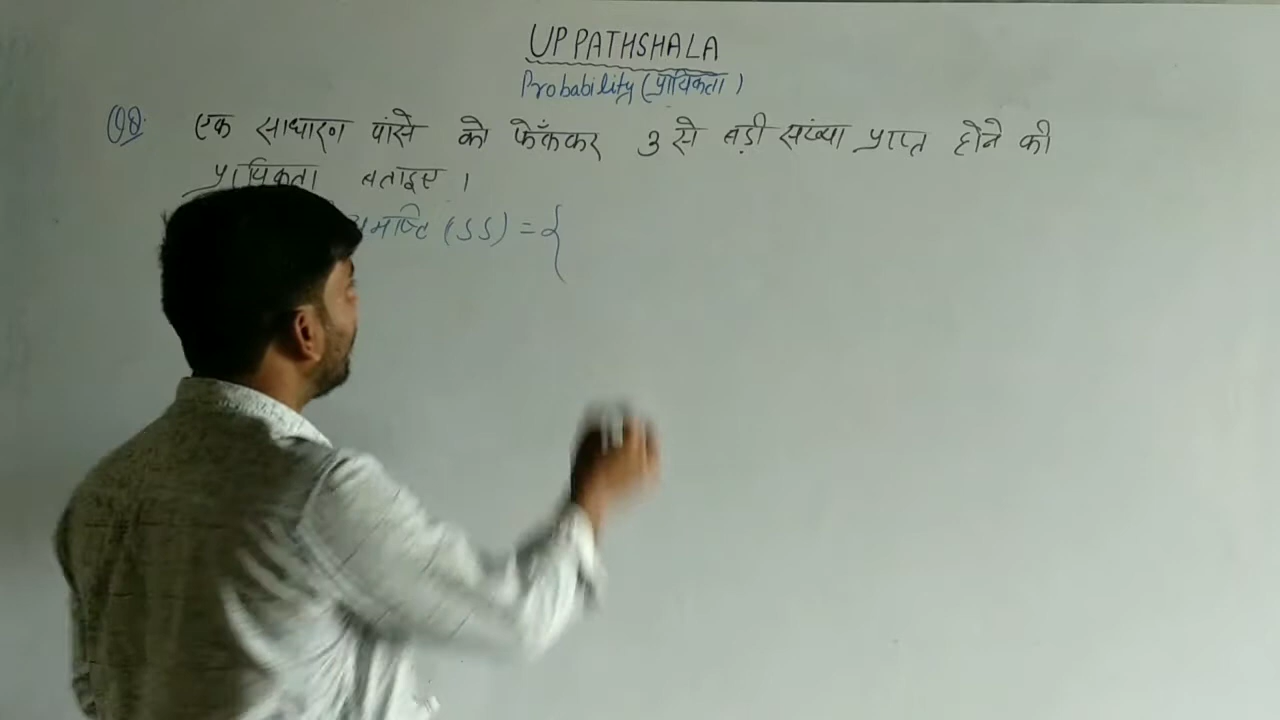 UP PATHSHALA
Probability (प्रायिकता)
Q8: एक साधारण पांसे को फेंककर 3 से बड़ी संख्या प्राप्त होने की
प्रायिकता बताइए ।
(SS) = {